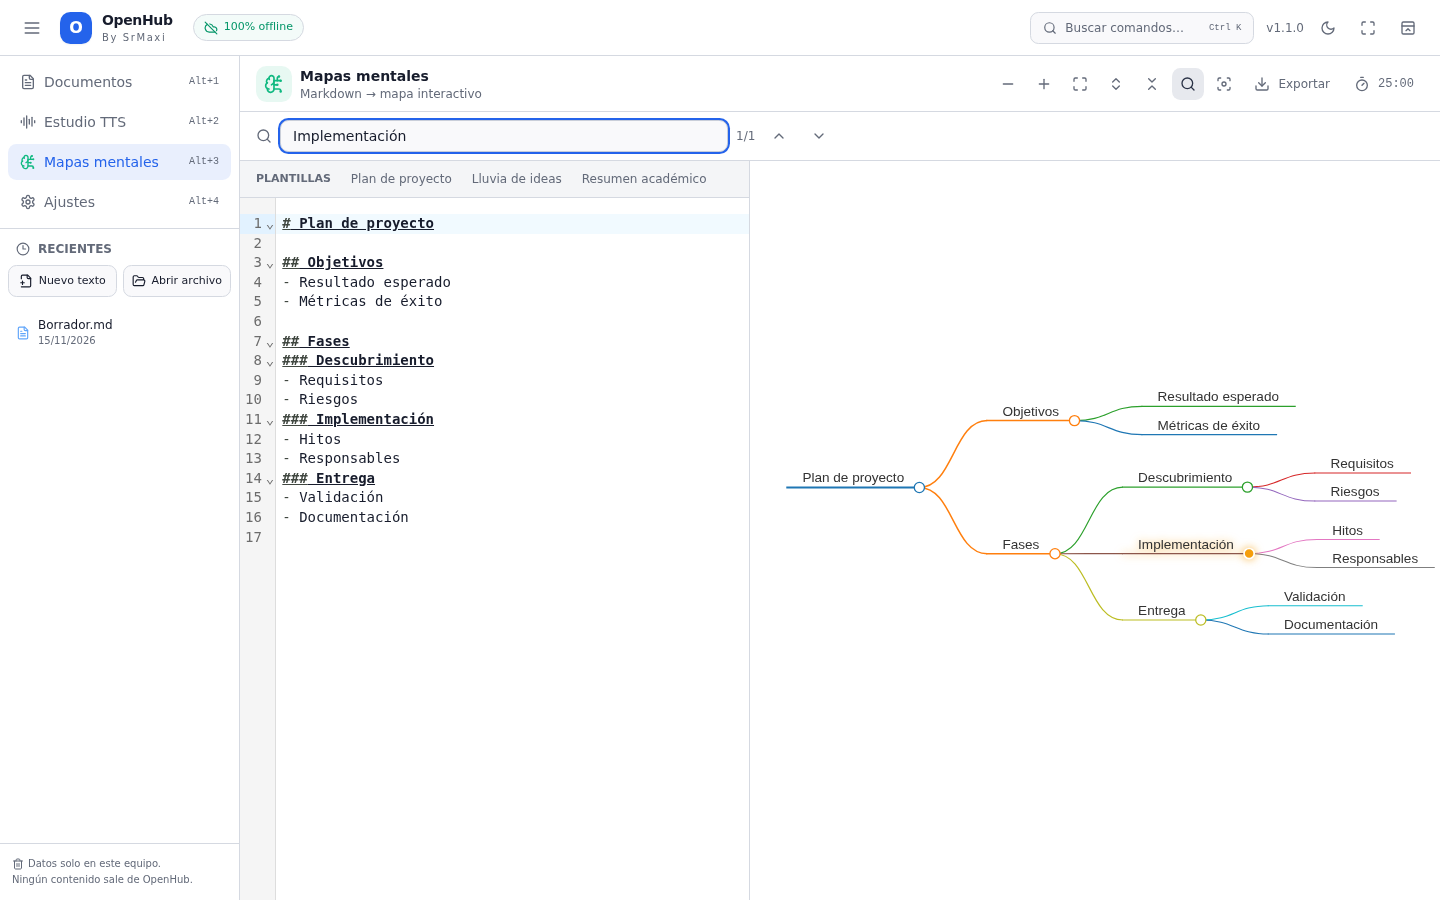 O
OpenHub
By SrMaxi
100% offline
Buscar comandos...
Ctrl K
v1.1.0
Documentos
Alt+1
Estudio TTS
Alt+2
Mapas mentales
Alt+3
Ajustes
Alt+4
RECIENTES
Nuevo texto
Abrir archivo
Borrador.md
15/11/2026
Datos solo en este equipo.
Ningún contenido sale de OpenHub.
Mapas mentales
Markdown → mapa interactivo
Exportar
25:00
Implementación
1/1
PLANTILLAS
Plan de proyecto
Lluvia de ideas
Resumen académico
1 # Plan de proyecto
2
3 ## Objetivos
4 - Resultado esperado
5 - Métricas de éxito
6
7 ## Fases
8 ### Descubrimiento
9 - Requisitos
10 - Riesgos
11 ### Implementación
12 - Hitos
13 - Responsables
14 ### Entrega
15 - Validación
16 - Documentación
17
Plan de proyecto
Objetivos
Resultado esperado
Métricas de éxito
Fases
Descubrimiento
Requisitos
Riesgos
Implementación
Hitos
Responsables
Entrega
Validación
Documentación